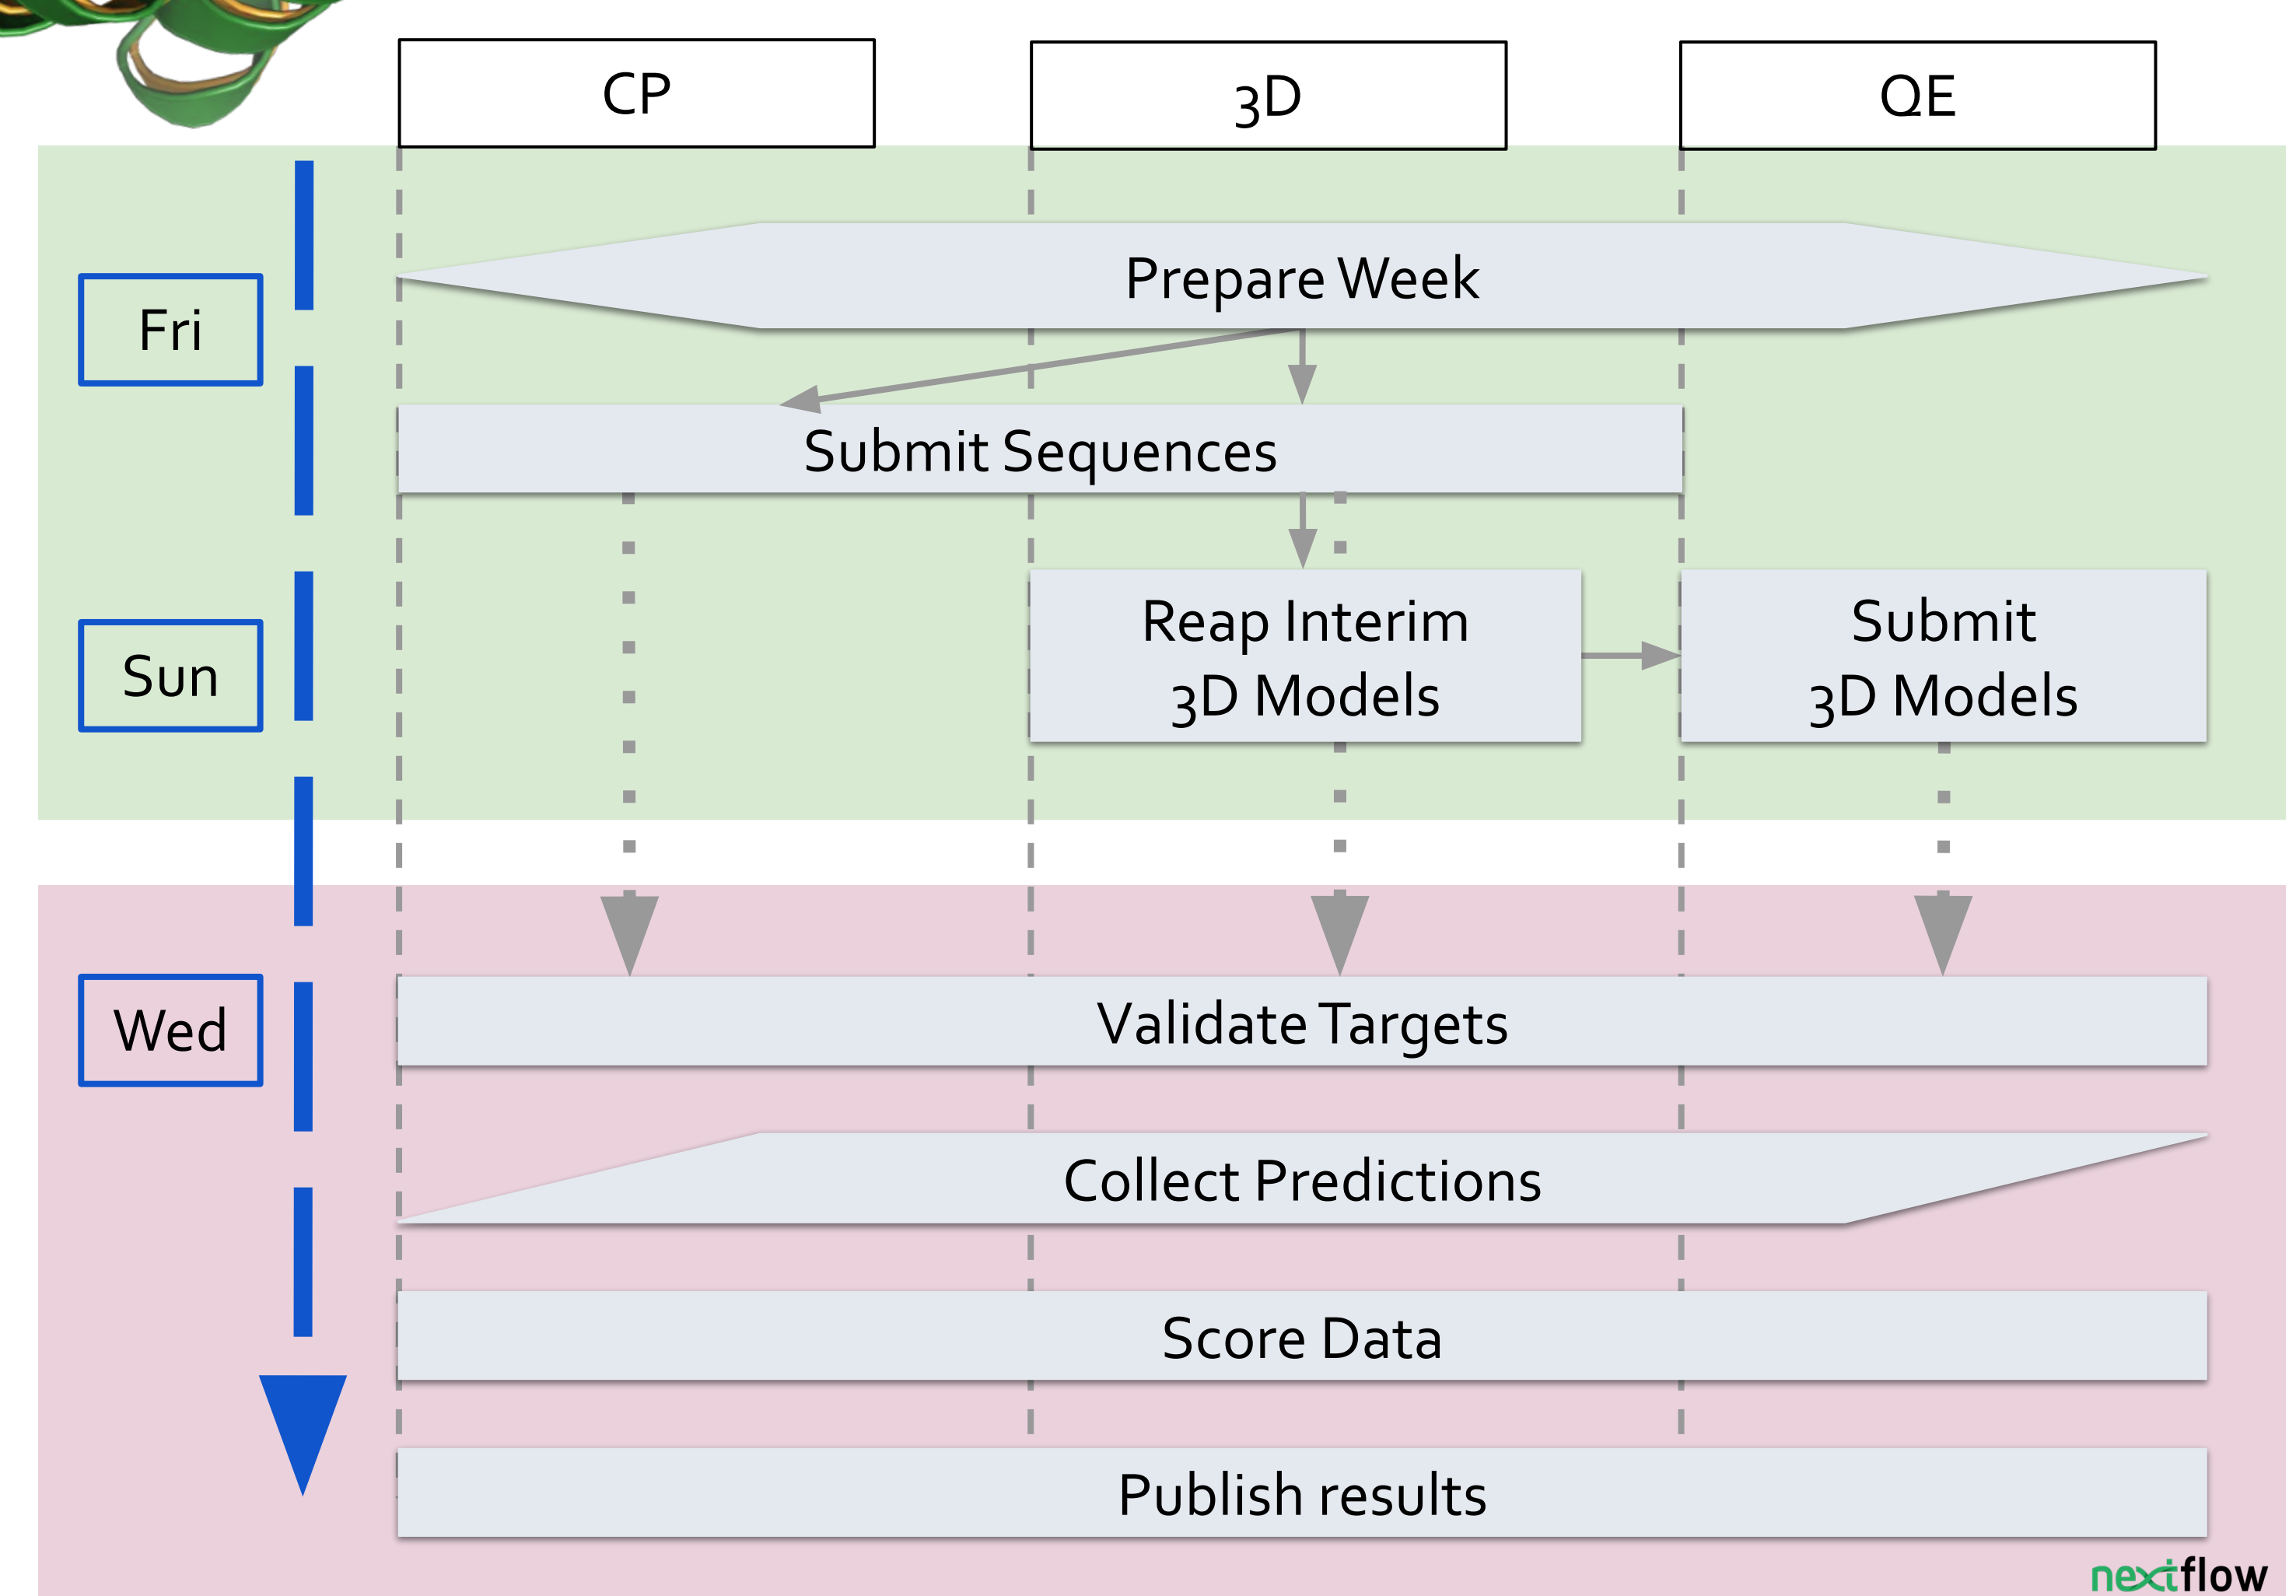 CP
3D
QE
Prepare Week
Fri
Submit Sequences
Reap Interim
3D Models
Submit
3D Models
Sun
Validate Targets
Wed
Collect Predictions
Score Data
Publish results
nextflow